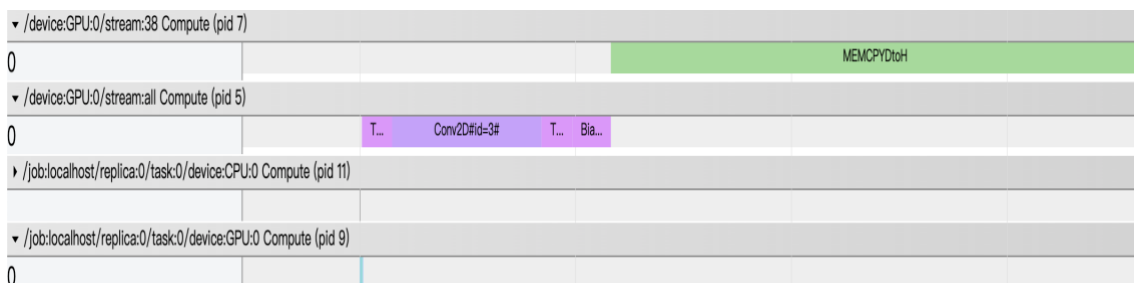 ▾ /device:GPU:0/stream:38 Compute (pid 7)
0
MEMCPYDtoH
▾ /device:GPU:0/stream:all Compute (pid 5)
0
T... Conv2D#id=3# T... Bia...
▸ /job:localhost/replica:0/task:0/device:CPU:0 Compute (pid 11)
▾ /job:localhost/replica:0/task:0/device:GPU:0 Compute (pid 9)
0